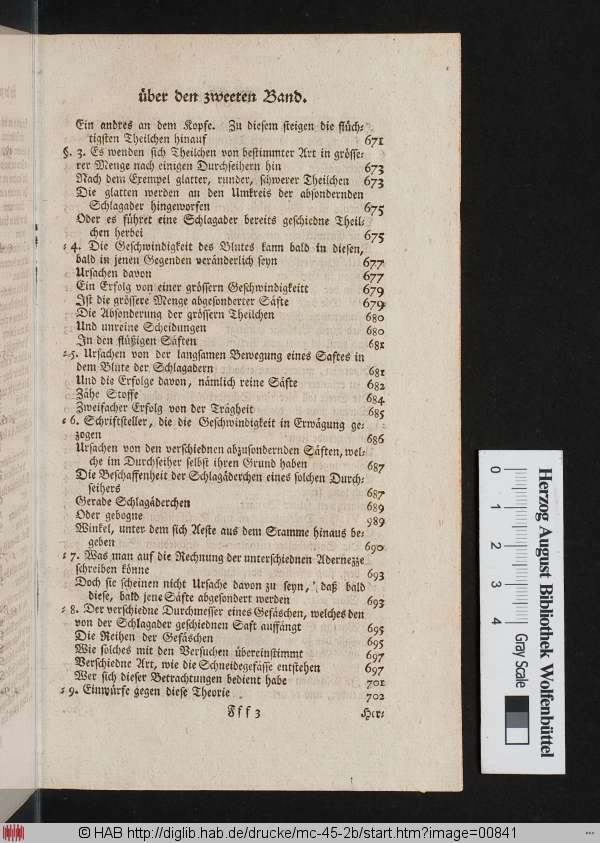 über den zweeten Band.
Ein andres an dem Kopfe. Zu diesem steigen die flüch-
tigsten Theilchen hinauf 671
§. 3. Es wenden sich Theilchen von bestimmter Art in grösse-
rer Menge nach einigen Durchseihern hin 673
Nach dem Exempel glatter, runder, schwerer Theilchen 673
Die glatten werden an den Umkreis der absondernden
Schlagader hingeworfen 675
Oder es führet eine Schlagader bereits geschiedne Theil-
chen herbei 675
= 4. Die Geschwindigkeit des Blutes kann bald in diesen,
bald in jenen Gegenden veränderlich seyn 677
Ursachen davon 677
Ein Erfolg von einer grössern Geschwindigkeitt 679
Ist die grössere Menge abgesonderter Säfte 679
Die Absonderung der grössern Theilchen 680
Und unreine Scheidungen 680
In den flüßigen Säften 681
= 5. Ursachen von der langsamen Bewegung eines Saftes in
dem Blute der Schlagadern 681
Und die Erfolge davon, nämlich reine Säfte 682
Zähe Stoffe 684
Zweifacher Erfolg von der Trägheit 685
= 6. Schriftsteller, die die Geschwindigkeit in Erwägung ge-
zogen 686
Ursachen von den verschiednen abzusondernden Säften, wel-
che im Durchseiher selbst ihren Grund haben 687
Die Beschaffenheit der Schlagäderchen eines solchen Durch-
seihers 687
Gerade Schlagäderchen 689
Oder gebogne 989
Winkel, unter dem sich Aeste aus dem Stamme hinaus be-
geben 690
= 7. Was man auf die Rechnung der unterschiednen Adernezze
schreiben könne 693
Doch sie scheinen nicht Ursache davon zu seyn, daß bald
diese, bald jene Säfte abgesondert werden 693
= 8. Der verschiedne Durchmesser eines Gefäschen, welches den
von der Schlagader geschiednen Saft auffängt 695
Die Reihen der Gefäschen 695
Wie solches mit den Versuchen übereinstimmt 697
Verschiedne Art, wie die Schneidegefässe entstehen 697
Wer sich dieser Betrachtungen bedient habe 701
= 9. Einwürfe gegen diese Theorie 702
Fff 3 Her-
0 1 2 3 4
Herzog August Bibliothek Wolfenbüttel
Gray Scale
© HAB http://diglib.hab.de/drucke/mc-45-2b/start.htm?image=00841